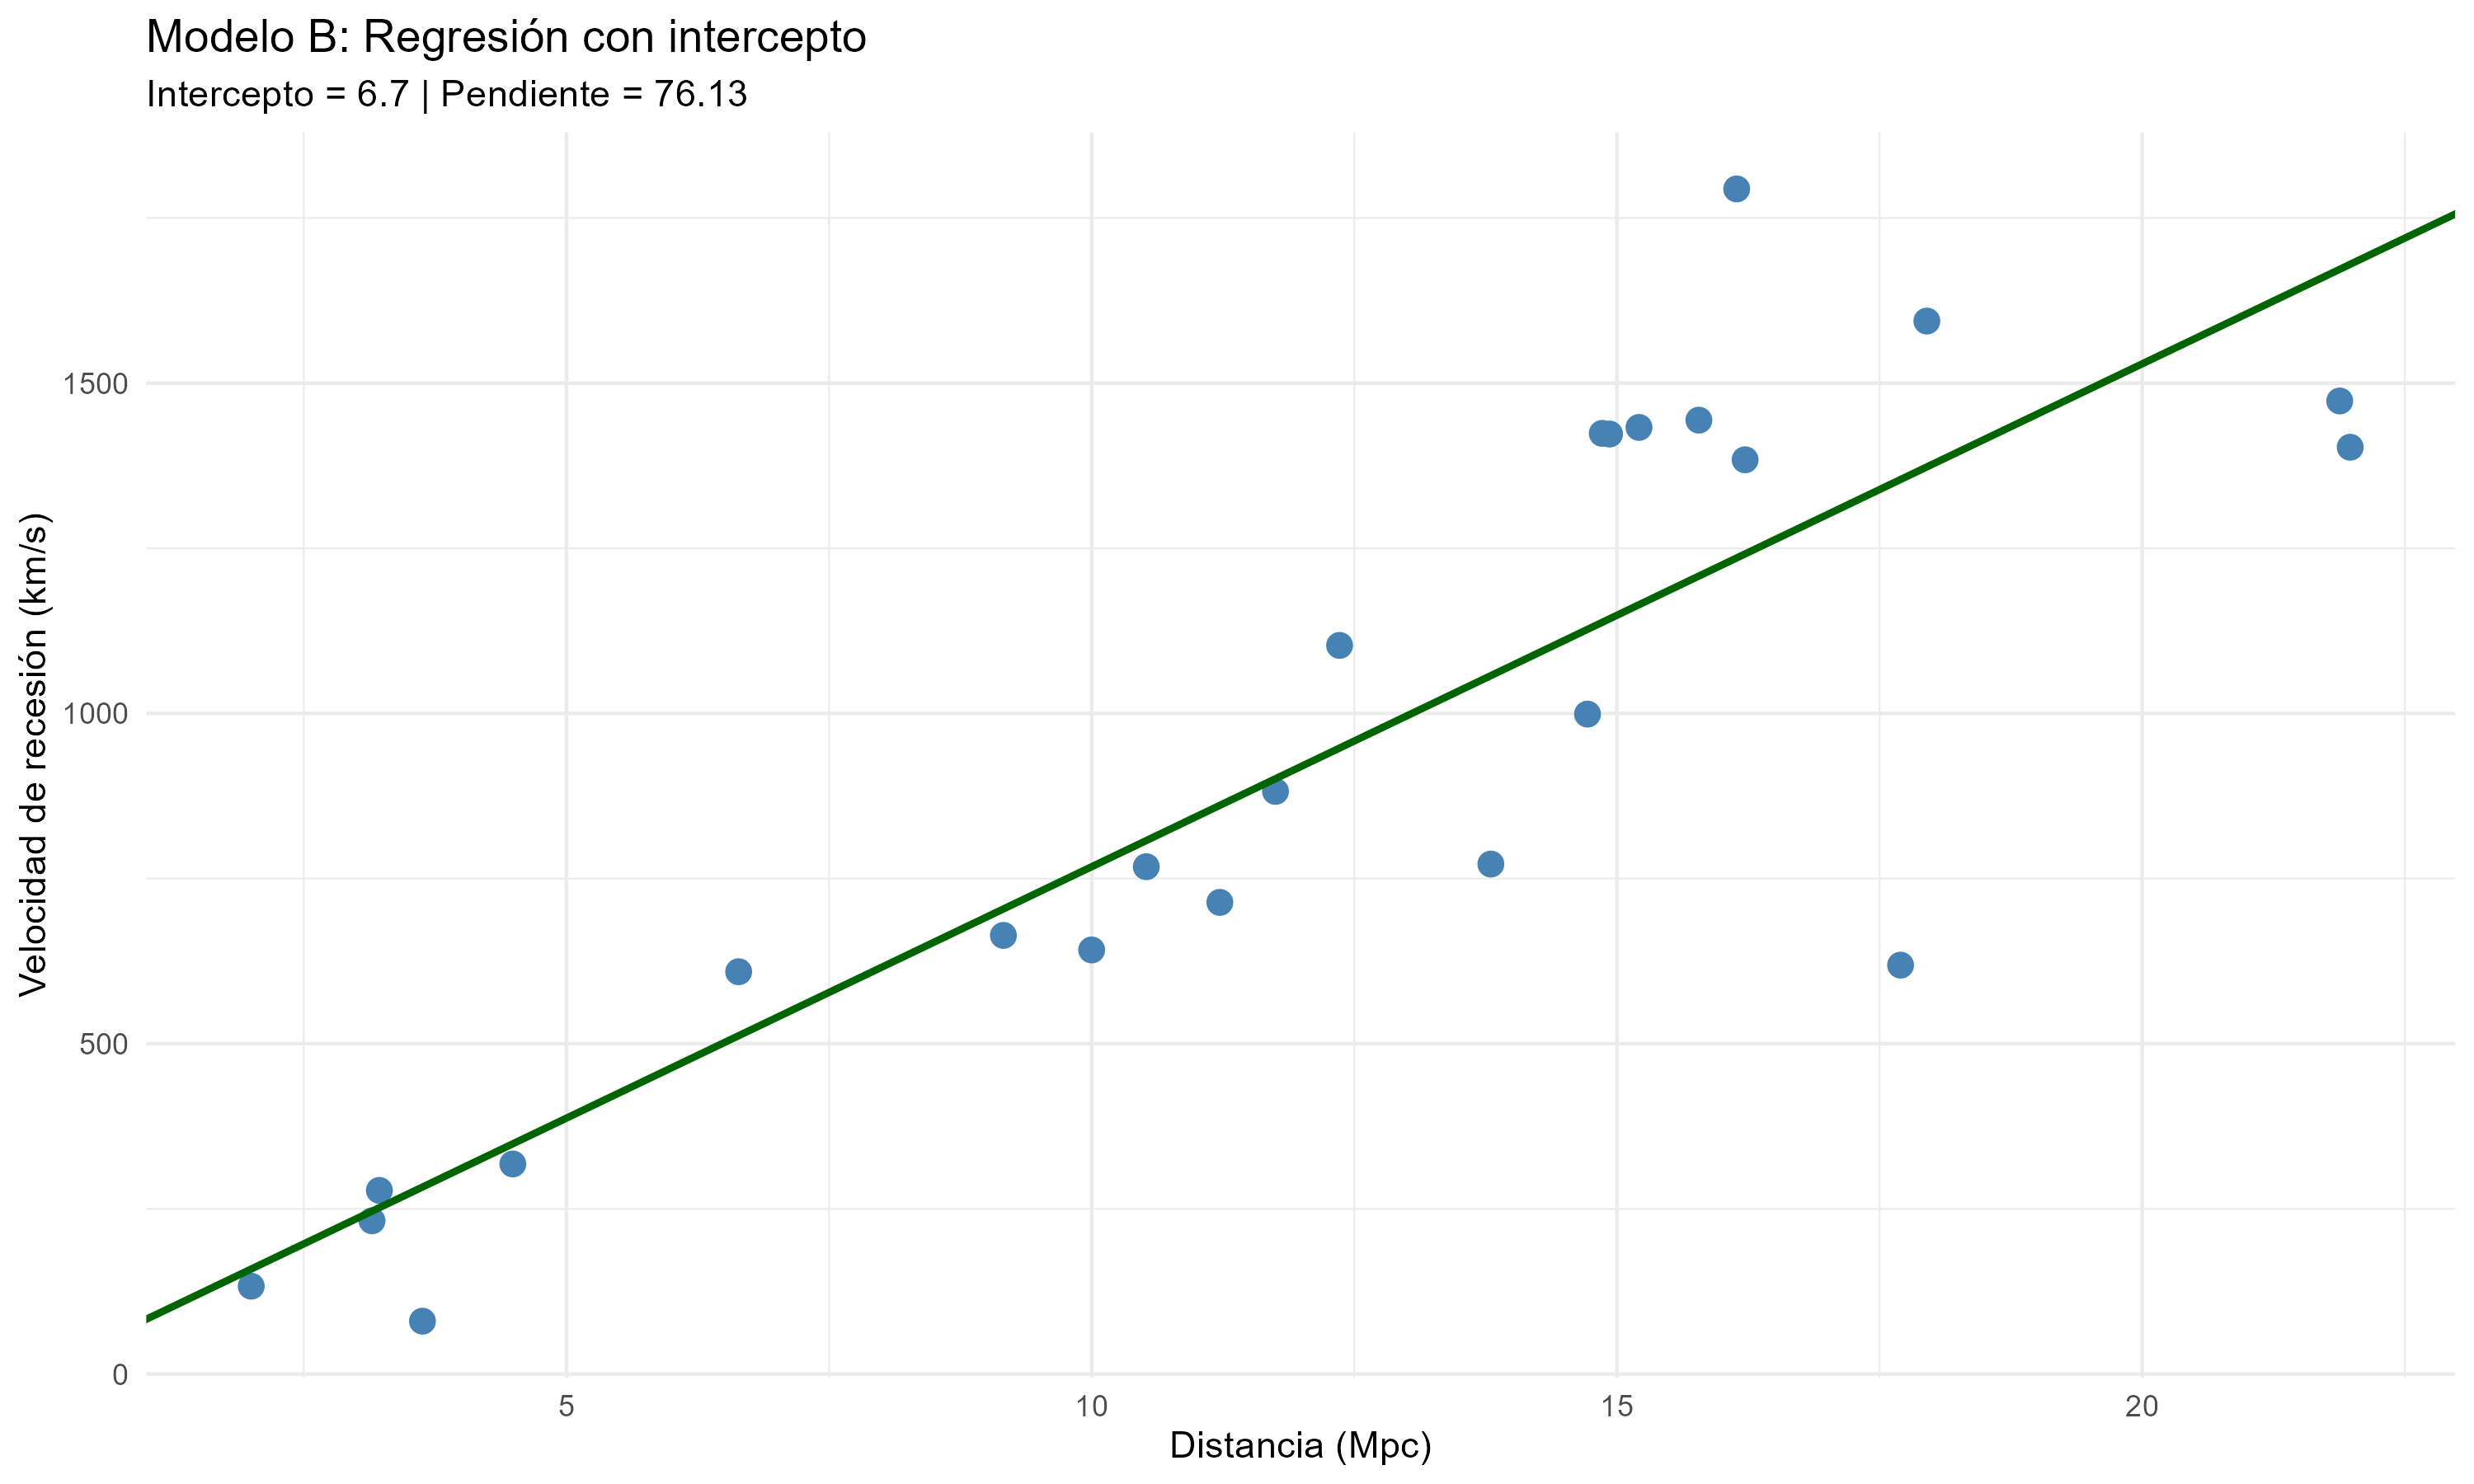 Modelo B: Regresión con intercepto
Intercepto = 6.7 | Pendiente = 76.13
Velocidad de recesión (km/s)
1500
1000
500
0
5
10
15
20
Distancia (Mpc)